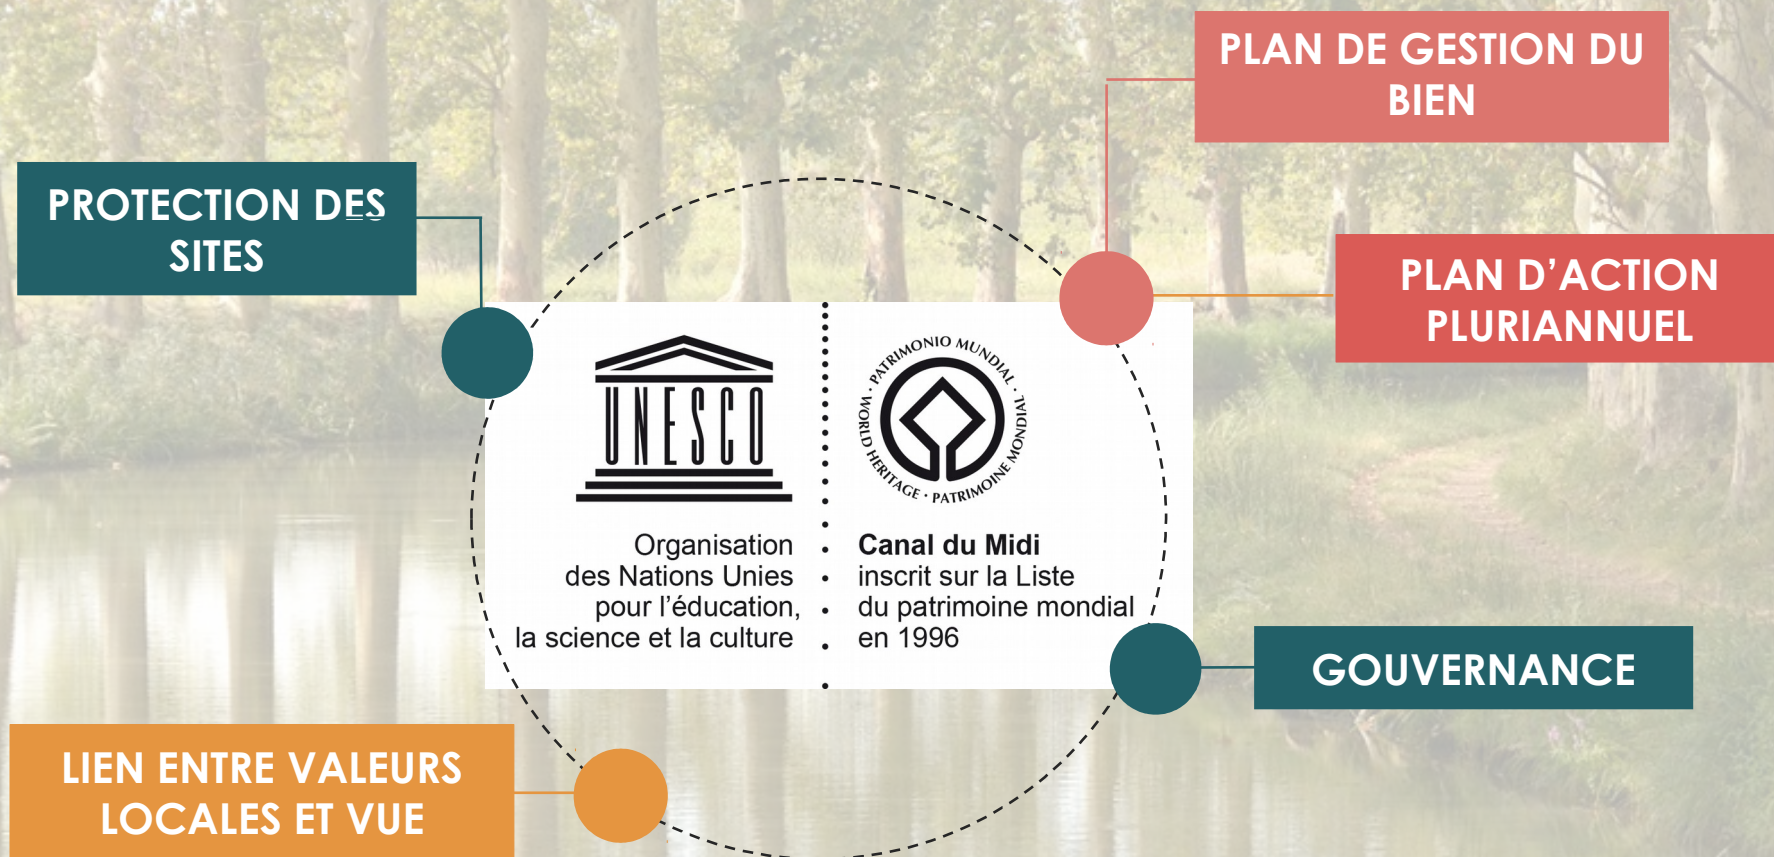 PLAN DE GESTION DU
BIEN
PROTECTION DES
SITES
PLAN D’ACTION
PLURIANNUEL
UNESCO
PATRIMONIO MUNDIAL · WORLD HERITAGE · PATRIMOINE MONDIAL ·
Organisation
des Nations Unies
pour l’éducation,
la science et la culture
Canal du Midi
inscrit sur la Liste
du patrimoine mondial
en 1996
GOUVERNANCE
LIEN ENTRE VALEURS
LOCALES ET VUE